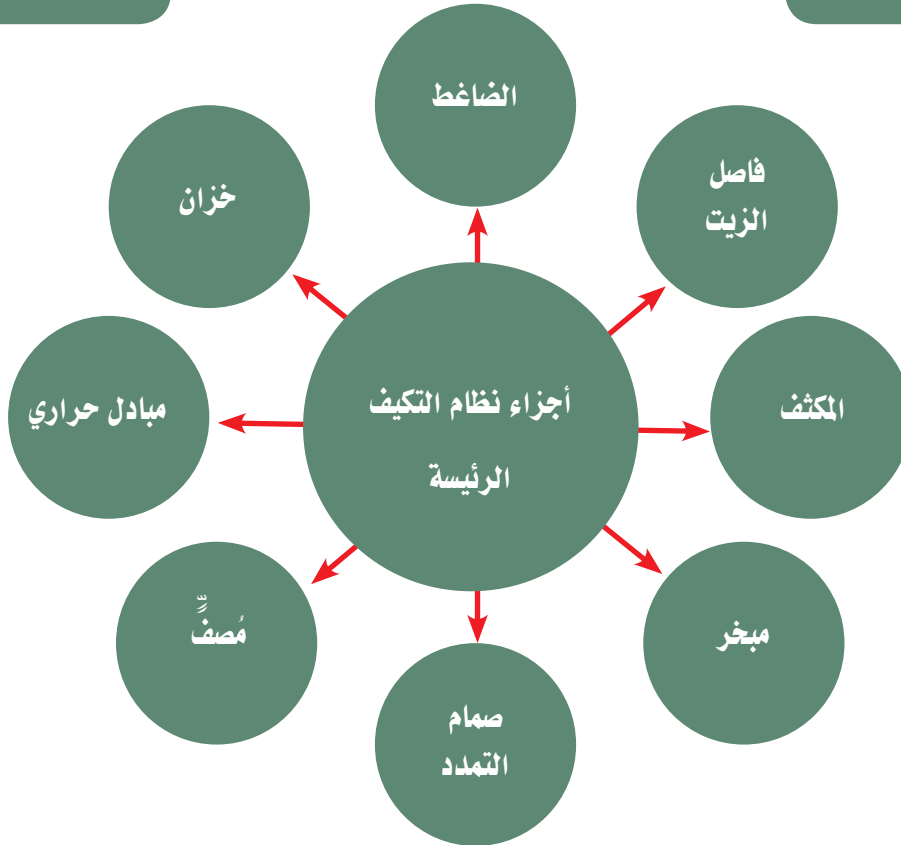 أجزاء نظام التكيف
الرئيسة
الضاغط
فاصل
الزيت
المكثف
مبخر
صمام
التمدد
مُصفٍّ
مبادل حراري
خزان